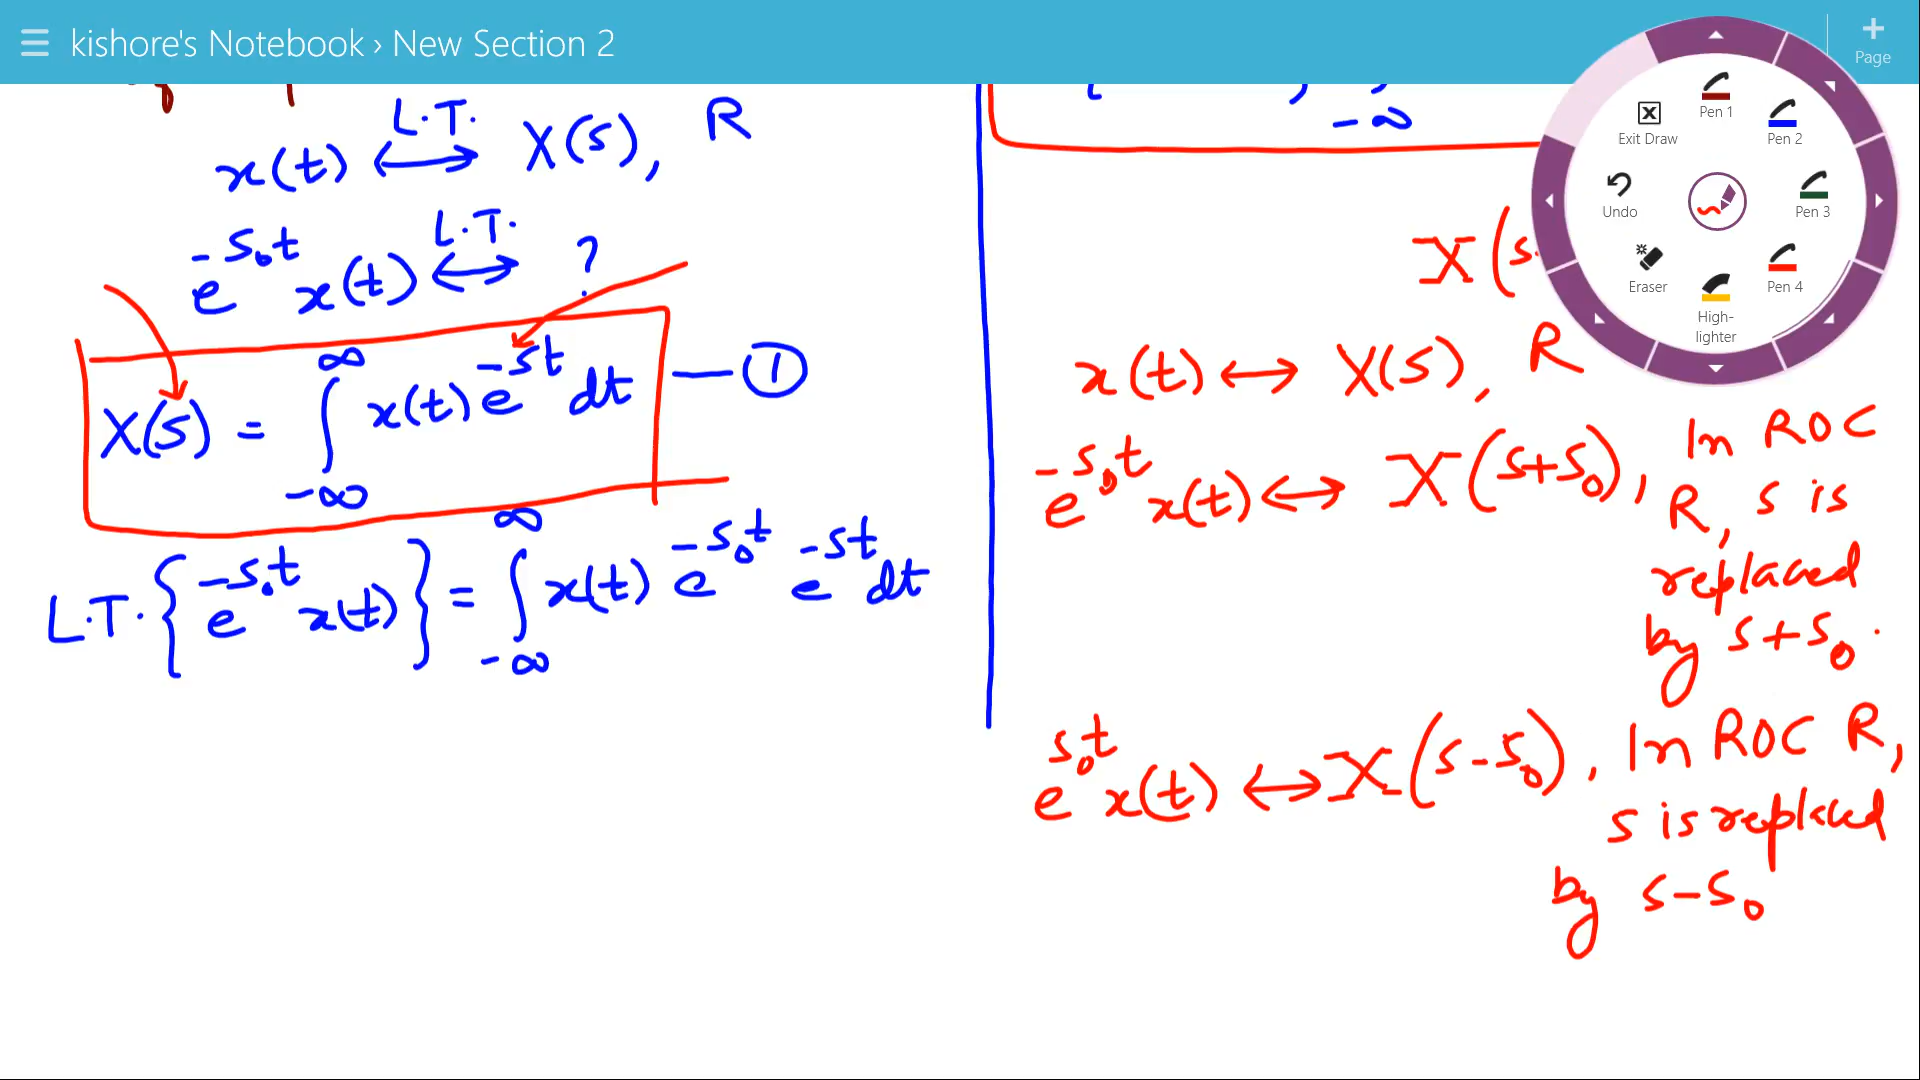 kishore's Notebook › New Section 2
Page
x(t) L.T. ↔ X(s), R
e^{-s₀t} x(t) L.T. ↔ ?
X(s) = ∫_{-∞}^{∞} x(t) e^{-st} dt — ①
L.T. {e^{-s₀t} x(t)} = ∫_{-∞}^{∞} x(t) e^{-s₀t} e^{-st} dt
-∞
X(s
x(t) ↔ X(s), R
e^{-s₀t} x(t) ↔ X(s+s₀), In ROC
R, s is
replaced
by s+s₀.
e^{s₀t} x(t) ↔ X(s-s₀), In ROC R,
s is replaced
by s-s₀
Pen 1
Exit Draw
Pen 2
Undo
Pen 3
Eraser
Pen 4
High-
lighter